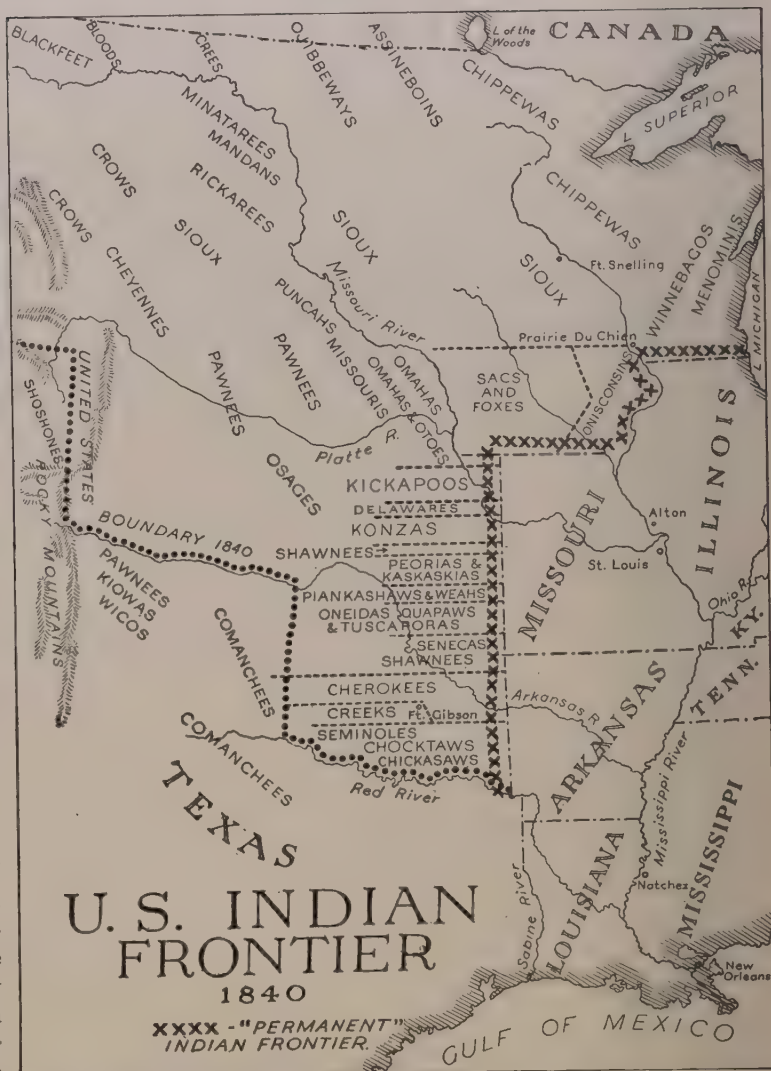 CANADA
L of the
Woods
BLACKFEET
BLOODS
CREES
OJIBBEWAYS
ASSINEBOINS
CHIPPEWAS
L SUPERIOR
MINATAREES
MANDANS
CROWS
RICKAREES
CROWS
SIOUX
SIOUX
CHIPPEWAS
SIOUX
Ft. Snelling
WINNEBAGOS
MENOMINIS
L MICHIGAN
CHEYENNES
Missouri River
PUNCAHS
MISSOURIS
OMAHAS
OMAHAS & OTOES
PAWNEES
PAWNEES
Prairie Du Chien
SACS
AND
FOXES
UNITED STATES
SHOSHONES
ROCKY MOUNTAINS
Platte R.
OSAGES
KICKAPOOS
DELAWARES
KONZAS
BOUNDARY 1840
SHAWNEES
PEORIAS &
KASKASKIAS
PIANKASHAWS & WEAHS
ONEIDAS QUAPAWS
& TUSCARORAS
SENECAS
SHAWNEES
PAWNEES
KIOWAS
WICOS
COMANCHEES
CHEROKEES
CREEKS
Ft. Gibson
SEMINOLES
CHOCKTAWS
CHICKASAWS
COMANCHEES
Red River
Arkansas R
MISSOURI
ILLINOIS
Alton
St. Louis
Ohio R.
KY.
TENN.
ARKANSAS
Mississippi River
MISSISSIPPI
LOUISIANA
Natchez
Sabine River
New
Orleans
TEXAS
U. S. INDIAN
FRONTIER
1840
XXXX - "PERMANENT"
INDIAN FRONTIER.
GULF OF MEXICO